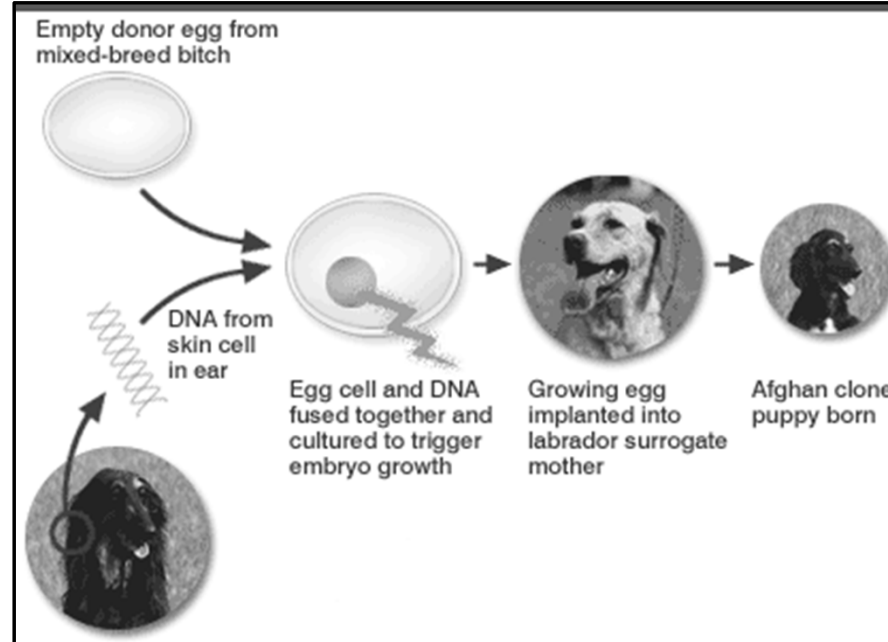 Empty donor egg from
mixed-breed bitch
DNA from
skin cell
in ear
Egg cell and DNA
fused together and
cultured to trigger
embryo growth
Growing egg
implanted into
labrador surrogate
mother
Afghan clone
puppy born